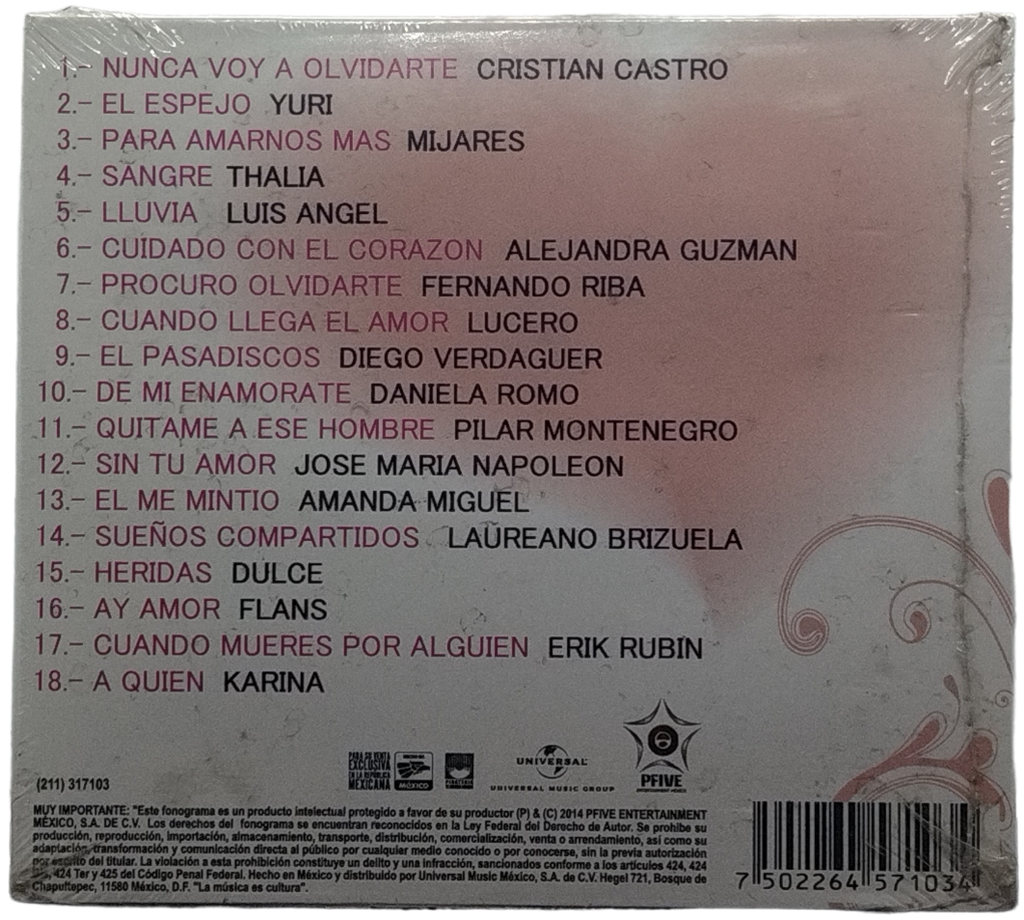 1.- NUNCA VOY A OLVIDARTE CRISTIAN CASTRO
2.- EL ESPEJO YURI
3.- PARA AMARNOS MAS MIJARES
4.- SANGRE THALIA
5.- LLUVIA LUIS ANGEL
6.- CUIDADO CON EL CORAZON ALEJANDRA GUZMAN
7.- PROCURO OLVIDARTE FERNANDO RIBA
8.- CUANDO LLEGA EL AMOR LUCERO
9.- EL PASADISCOS DIEGO VERDAGUER
10.- DE MI ENAMORATE DANIELA ROMO
11.- QUITAME A ESE HOMBRE PILAR MONTENEGRO
12.- SIN TU AMOR JOSE MARIA NAPOLEON
13.- EL ME MINTIO AMANDA MIGUEL
14.- SUEÑOS COMPARTIDOS LAUREANO BRIZUELA
15.- HERIDAS DULCE
16.- AY AMOR FLANS
17.- CUANDO MUERES POR ALGUIEN ERIK RUBIN
18.- A QUIEN KARINA
(211) 317103
PARA SU VENTA
EXCLUSIVA
EN LA REPUBLICA
MEXICANA
MEXICO
UNIVERSAL
UNIVERSAL MUSIC GROUP
PFIVE
MUY IMPORTANTE: "Este fonograma es un producto intelectual protegido a favor de su productor (P) & (C) 2014 PFIVE ENTERTAINMENT
MÉXICO, S.A. DE C.V. Los derechos del fonograma se encuentran reconocidos en la Ley Federal del Derecho de Autor. Se prohibe su
producción, reproducción, importación, almacenamiento, transporte, distribución, comercialización, venta o arrendamiento, así como su
adaptación, transformación y comunicación directa al público por cualquier medio conocido o por conocerse, sin la previa autorización
por escrito del titular. La violación a esta prohibición constituye un delito y una infracción, sancionados conforme a los artículos 424, 424
Bis, 424 Ter y 425 del Código Penal Federal. Hecho en México y distribuido por Universal Music México, S.A. de C.V. Hegel 721, Bosque de
Chapultepec, 11580 México, D.F. "La música es cultura".
7 502264 571034